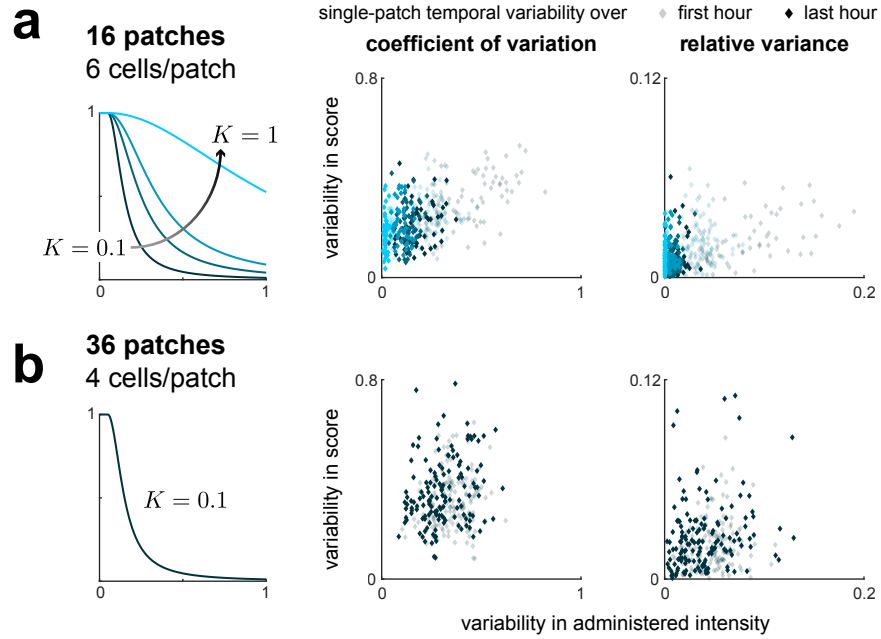 a
single-patch temporal variability over
first hour
last hour
16 patches
6 cells/patch
coefficient of variation
relative variance
1
K = 1
K = 0.1
0
1
0.8
variability in score
0
0
1
0.12
0
0
0.2
b
36 patches
4 cells/patch
1
K = 0.1
0
1
0.8
variability in score
0
0
1
0.12
0
0
0.2
variability in administered intensity